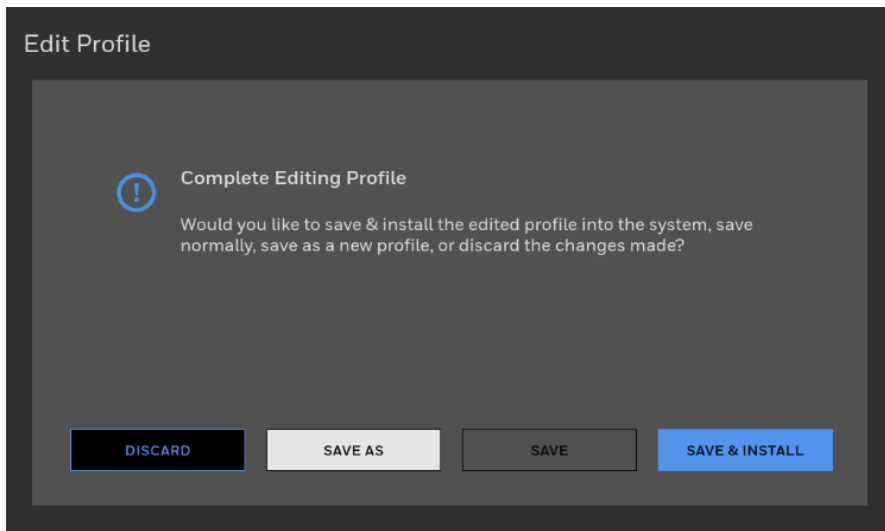 Edit Profile
Complete Editing Profile
Would you like to save & install the edited profile into the system, save
normally, save as a new profile, or discard the changes made?
DISCARD
SAVE AS
SAVE
SAVE & INSTALL